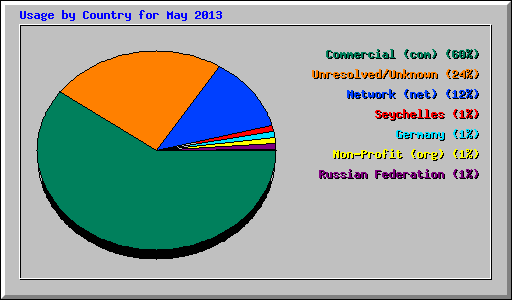 Usage by Country for May 2013
Commercial (com) (60%)
Unresolved/Unknown (24%)
Network (net) (12%)
Seychelles (1%)
Germany (1%)
Non-Profit (org) (1%)
Russian Federation (1%)